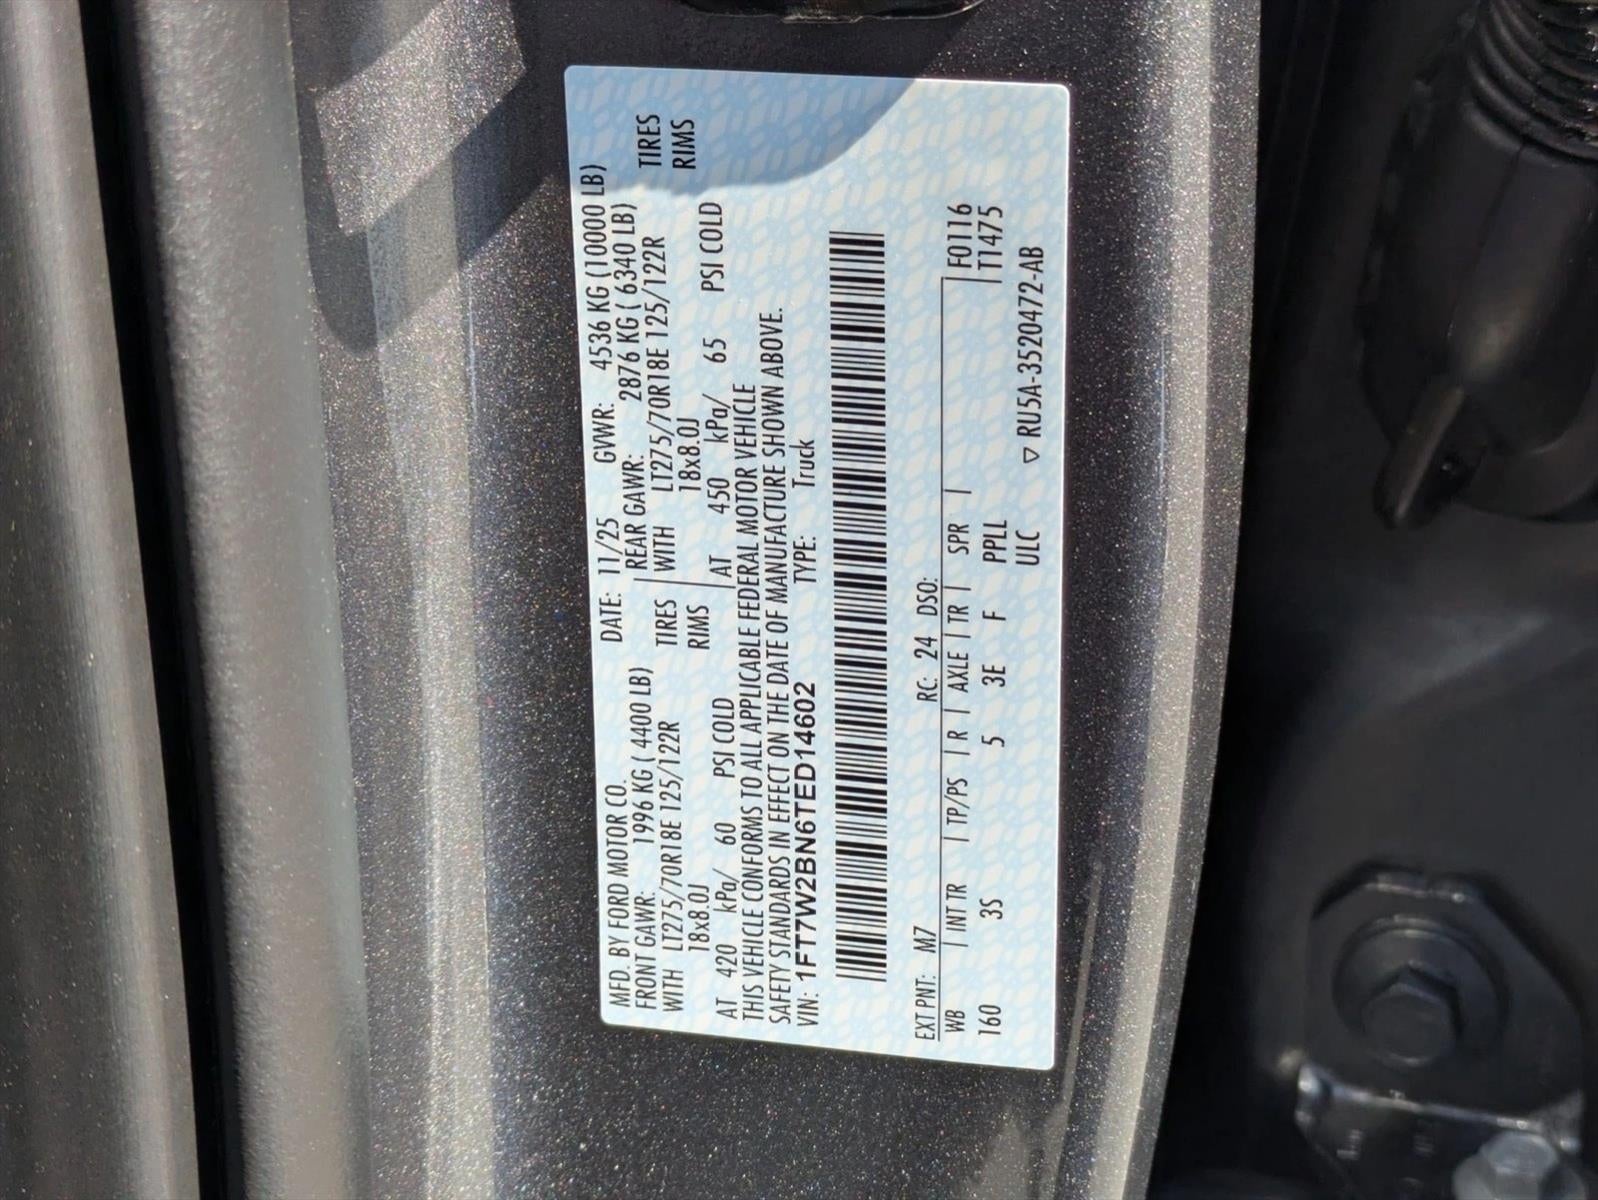 MFD. BY FORD MOTOR CO.
DATE: 11/25 GVWR: 4536 KG (10000 LB)
FRONT GAWR: 1996 KG ( 4400 LB) REAR GAWR: 2876 KG ( 6340 LB)
WITH LT275/70R18E 125/122R TIRES WITH LT275/70R18E 125/122R TIRES
18x8.0J RIMS 18x8.0J RIMS
AT 420 kPa/ 60 PSI COLD AT 450 kPa/ 65 PSI COLD
THIS VEHICLE CONFORMS TO ALL APPLICABLE FEDERAL MOTOR VEHICLE
SAFETY STANDARDS IN EFFECT ON THE DATE OF MANUFACTURE SHOWN ABOVE.
VIN: 1FT7W2BN6TED14602 TYPE: Truck
EXT PNT: M7 RC: 24 DSO:
WB | INT TR | TP/PS | R | AXLE | TR | SPR | F0116
160 3S 5 3E F PPLL T1475
ULC ▽ RU5A-3520472-AB